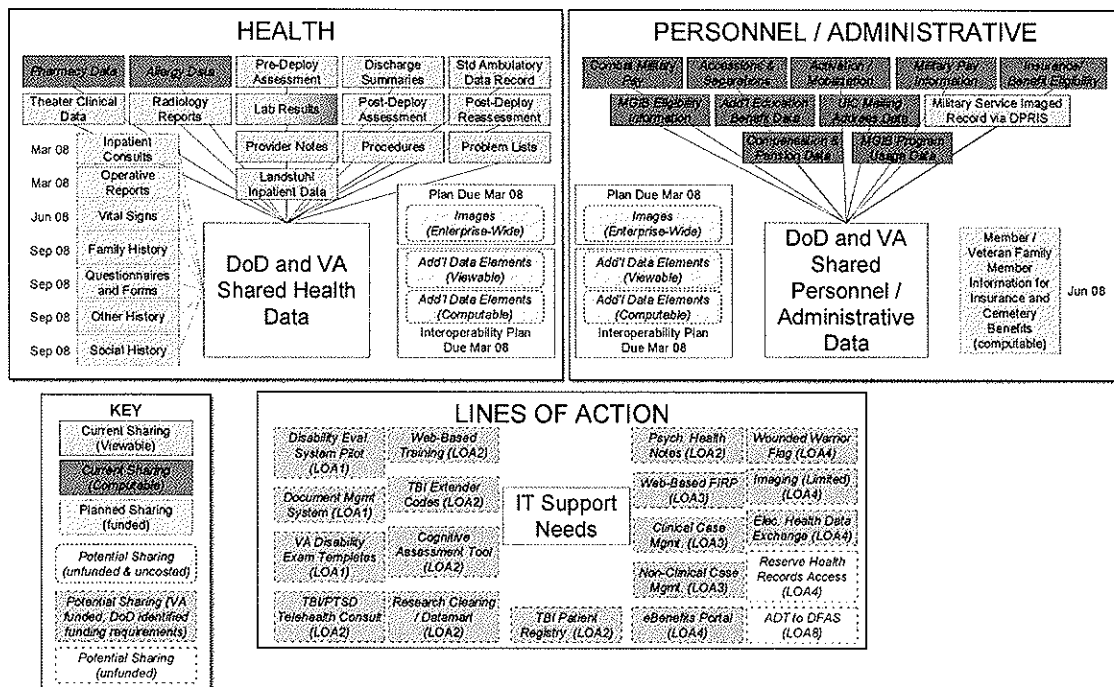 HEALTH
Pharmacy Data
Allergy Data
Pre-Deploy
Assessment
Discharge
Summaries
Std Ambulatory
Data Record
Theater Clinical
Data
Radiology
Reports
Lab Results
Post-Deploy
Assessment
Post-Deploy
Reassessment
Mar 08
Inpatient
Consults
Provider Notes
Procedures
Problem Lists
Mar 08
Operative
Reports
Landstuhl
Inpatient Data
Jun 08
Vital Signs
Sep 08
Family History
Sep 08
Questionnaires
and Forms
Sep 08
Other History
Sep 08
Social History
DoD and VA
Shared Health
Data
Plan Due Mar 08
Images
(Enterprise-Wide)
Add'l Data Elements
(Viewable)
Add'l Data Elements
(Computable)
Interoperability Plan
Due Mar 08
PERSONNEL / ADMINISTRATIVE
Combat Military
Pay
Accessions &
Separations
Activation /
Mobilization
Military Pay
Information
Insurance/
Benefit Eligibility
MGIB Eligibility
Information
Add'l Education
Benefit Data
UIC Mailing
Address Data
Military Service Imaged
Record via DPRIS
Compensation &
Pension Data
MGIB Program
Usage Data
Plan Due Mar 08
Images
(Enterprise-Wide)
Add'l Data Elements
(Viewable)
Add'l Data Elements
(Computable)
Interoperability Plan
Due Mar 08
DoD and VA
Shared
Personnel /
Administrative
Data
Member /
Veteran Family
Member
Information for
Insurance and
Cemetery
Benefits
(computable)
Jun 08
KEY
Current Sharing
(Viewable)
Current Sharing
(Computable)
Planned Sharing
(funded)
Potential Sharing
(unfunded & uncosted)
Potential Sharing (VA
funded, DoD identified
funding requirements)
Potential Sharing
(unfunded)
LINES OF ACTION
Disability Eval
System Pilot
(LOA1)
Web-Based
Training (LOA2)
Document Mgmt
System (LOA1)
TBI Extender
Codes (LOA2)
VA Disability
Exam Templates
(LOA1)
Cognitive
Assessment Tool
(LOA2)
TBI/PTSD
Telehealth Consult
(LOA2)
Research Clearing
/ Datamart
(LOA2)
IT Support
Needs
TBI Patient
Registry (LOA2)
Psych. Health
Notes (LOA2)
Wounded Warrior
Flag (LOA4)
Web-Based FIRP
(LOA3)
Imaging (Limited)
(LOA4)
Clinical Case
Mgmt. (LOA3)
Elec. Health Data
Exchange (LOA4)
Non-Clinical Case
Mgmt. (LOA3)
Reserve Health
Records Access
(LOA4)
eBenefits Portal
(LOA4)
ADT to DFAS
(LOA8)